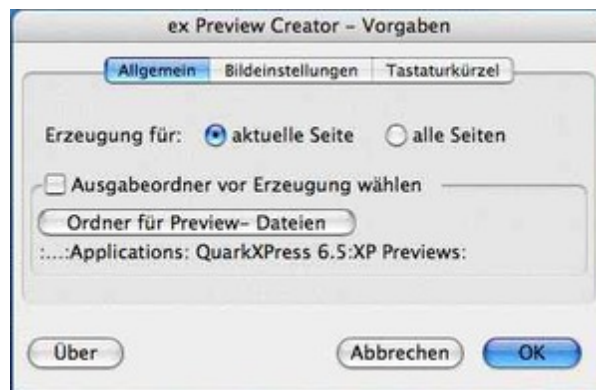 ex Preview Creator – Vorgaben
Allgemein Bildeinstellungen Tastaturkürzel
Erzeugung für: aktuelle Seite alle Seiten
Ausgabeordner vor Erzeugung wählen
Ordner für Preview- Dateien
:...:Applications: QuarkXPress 6.5:XP Previews:
Über Abbrechen OK